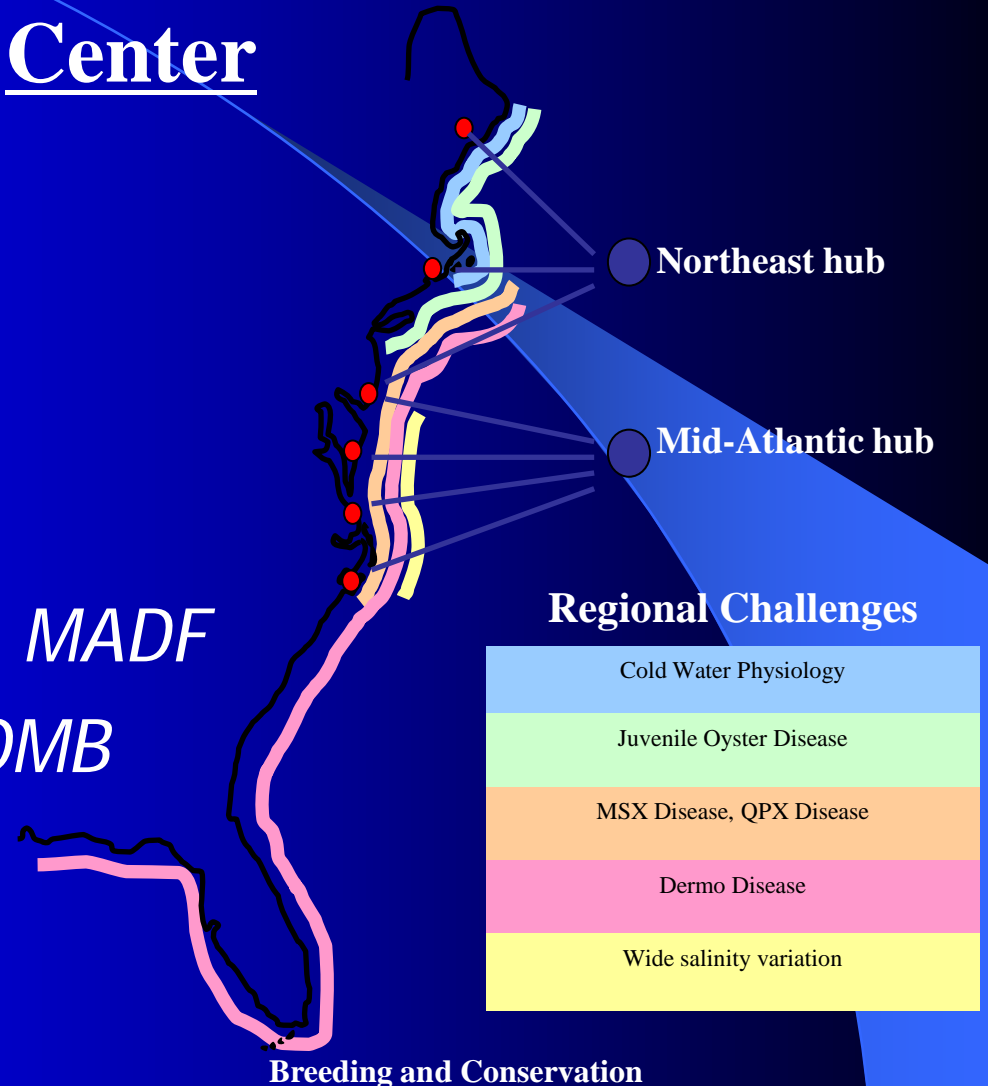 Center
Northeast hub
Mid-Atlantic hub
MADF
OMB
Regional Challenges
Cold Water Physiology
Juvenile Oyster Disease
MSX Disease, QPX Disease
Dermo Disease
Wide salinity variation
Breeding and Conservation